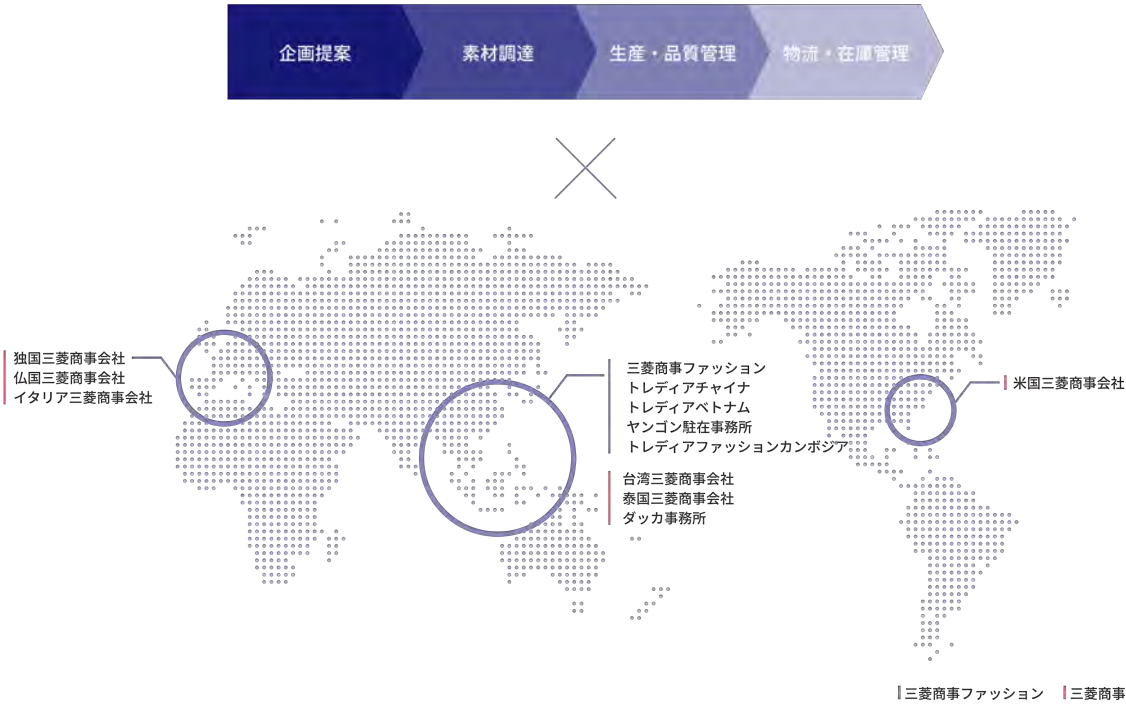 企画提案
素材調達
生産・品質管理
物流・在庫管理
独国三菱商事会社
仏国三菱商事会社
イタリア三菱商事会社
三菱商事ファッション
トレディアチャイナ
トレディアベトナム
ヤンゴン駐在事務所
トレディアファッションカンボジア
台湾三菱商事会社
泰国三菱商事会社
ダッカ事務所
米国三菱商事会社
三菱商事ファッション
三菱商事